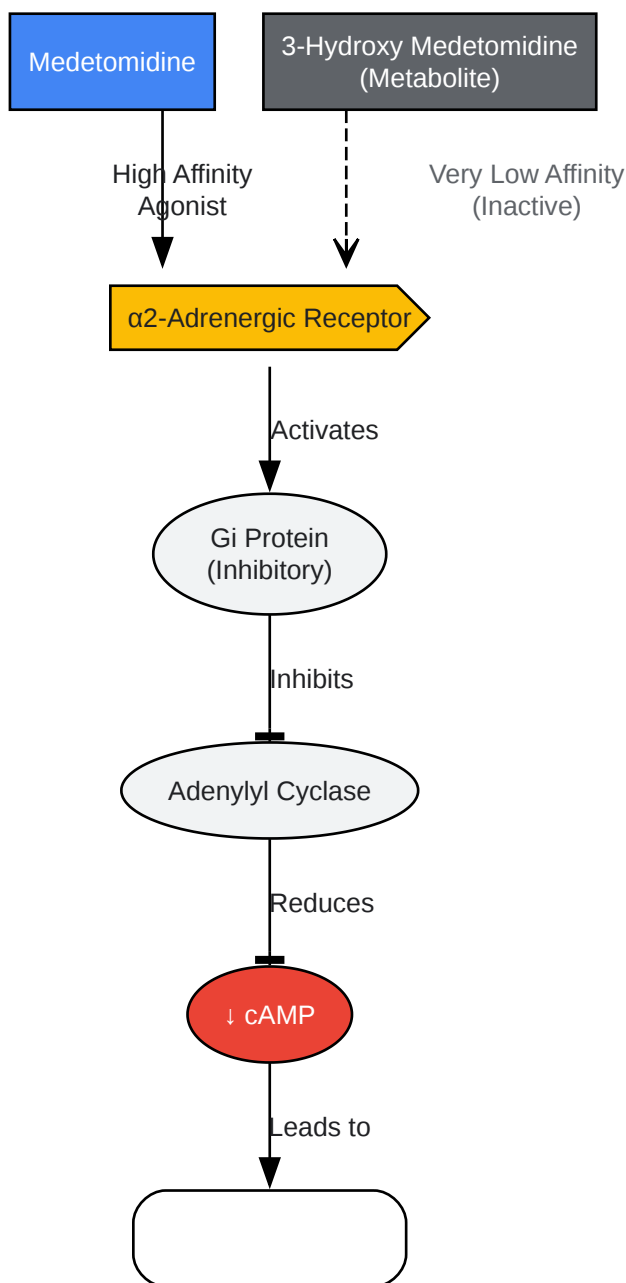 Medetomidine
3-Hydroxy Medetomidine
(Metabolite)
High Affinity
Agonist
Very Low Affinity
(Inactive)
α2-Adrenergic Receptor
Activates
Gi Protein
(Inhibitory)
Inhibits
Adenylyl Cyclase
Reduces
↓ cAMP
Leads to